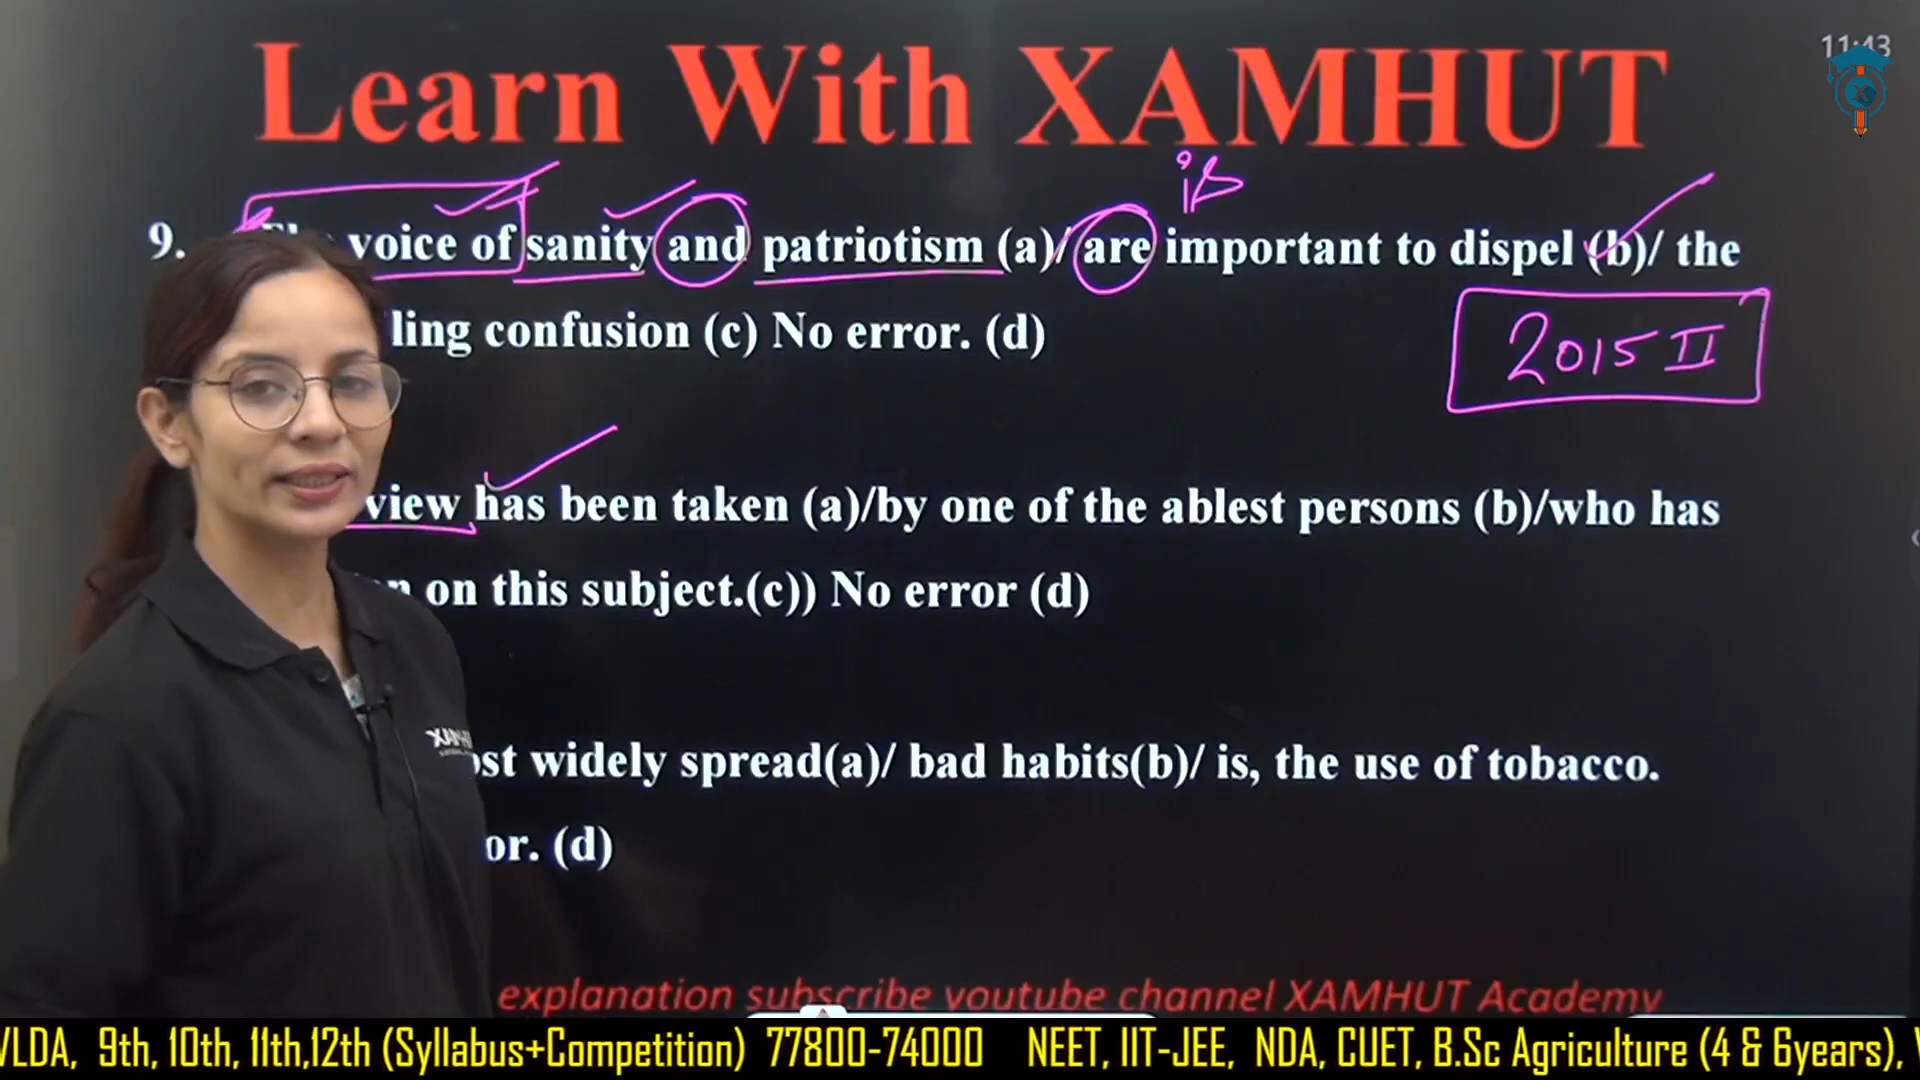 Learn With XAMHUT
11:43
is
9. voice of sanity and patriotism (a)/ are important to dispel (b)/ the
ling confusion (c) No error. (d)
2015 II
view has been taken (a)/by one of the ablest persons (b)/who has
on this subject.(c)) No error (d)
widely spread(a)/ bad habits(b)/ is, the use of tobacco.
or. (d)
explanation subscribe youtube channel XAMHUT Academy
VLDA, 9th, 10th, 11th,12th (Syllabus+Competition) 77800-74000 NEET, IIT-JEE, NDA, CUET, B.Sc Agriculture (4 & 6years),